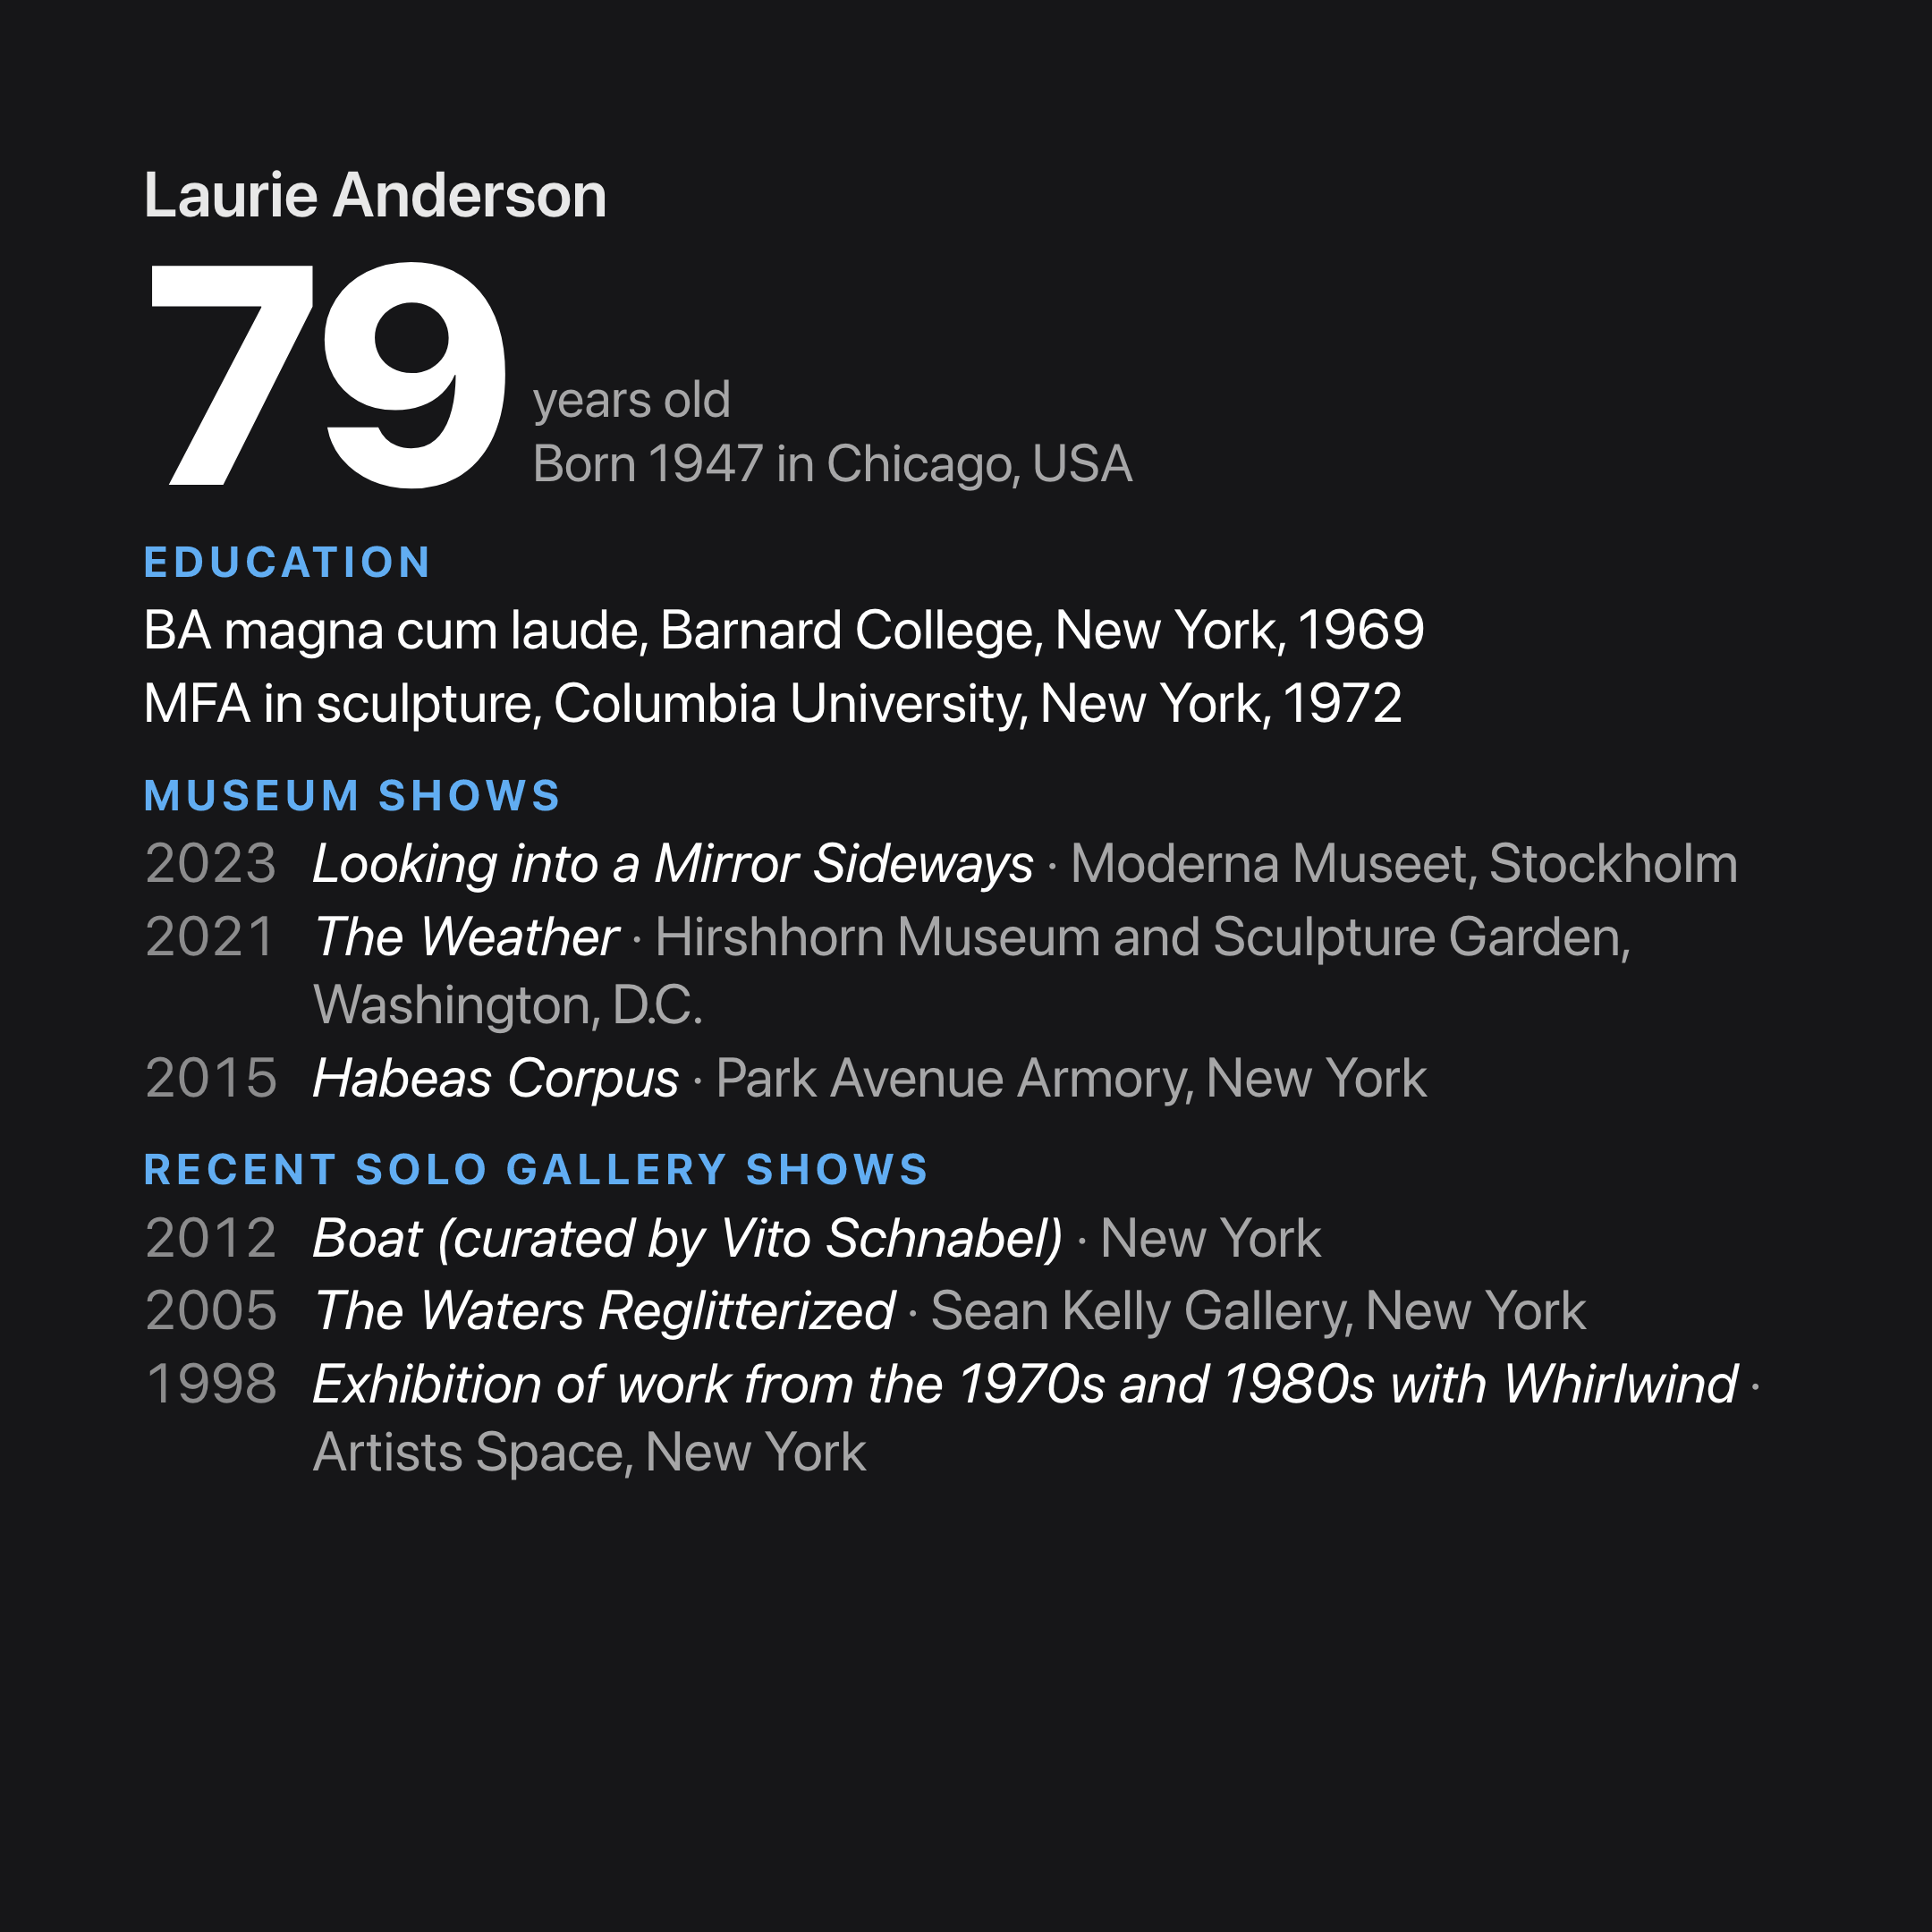 Laurie Anderson
79
years old
Born 1947 in Chicago, USA
EDUCATION
BA magna cum laude, Barnard College, New York, 1969
MFA in sculpture, Columbia University, New York, 1972
MUSEUM SHOWS
2023 Looking into a Mirror Sideways · Moderna Museet, Stockholm
2021 The Weather · Hirshhorn Museum and Sculpture Garden,
Washington, D.C.
2015 Habeas Corpus · Park Avenue Armory, New York
RECENT SOLO GALLERY SHOWS
2012 Boat (curated by Vito Schnabel) · New York
2005 The Waters Reglitterized · Sean Kelly Gallery, New York
1998 Exhibition of work from the 1970s and 1980s with Whirlwind ·
Artists Space, New York